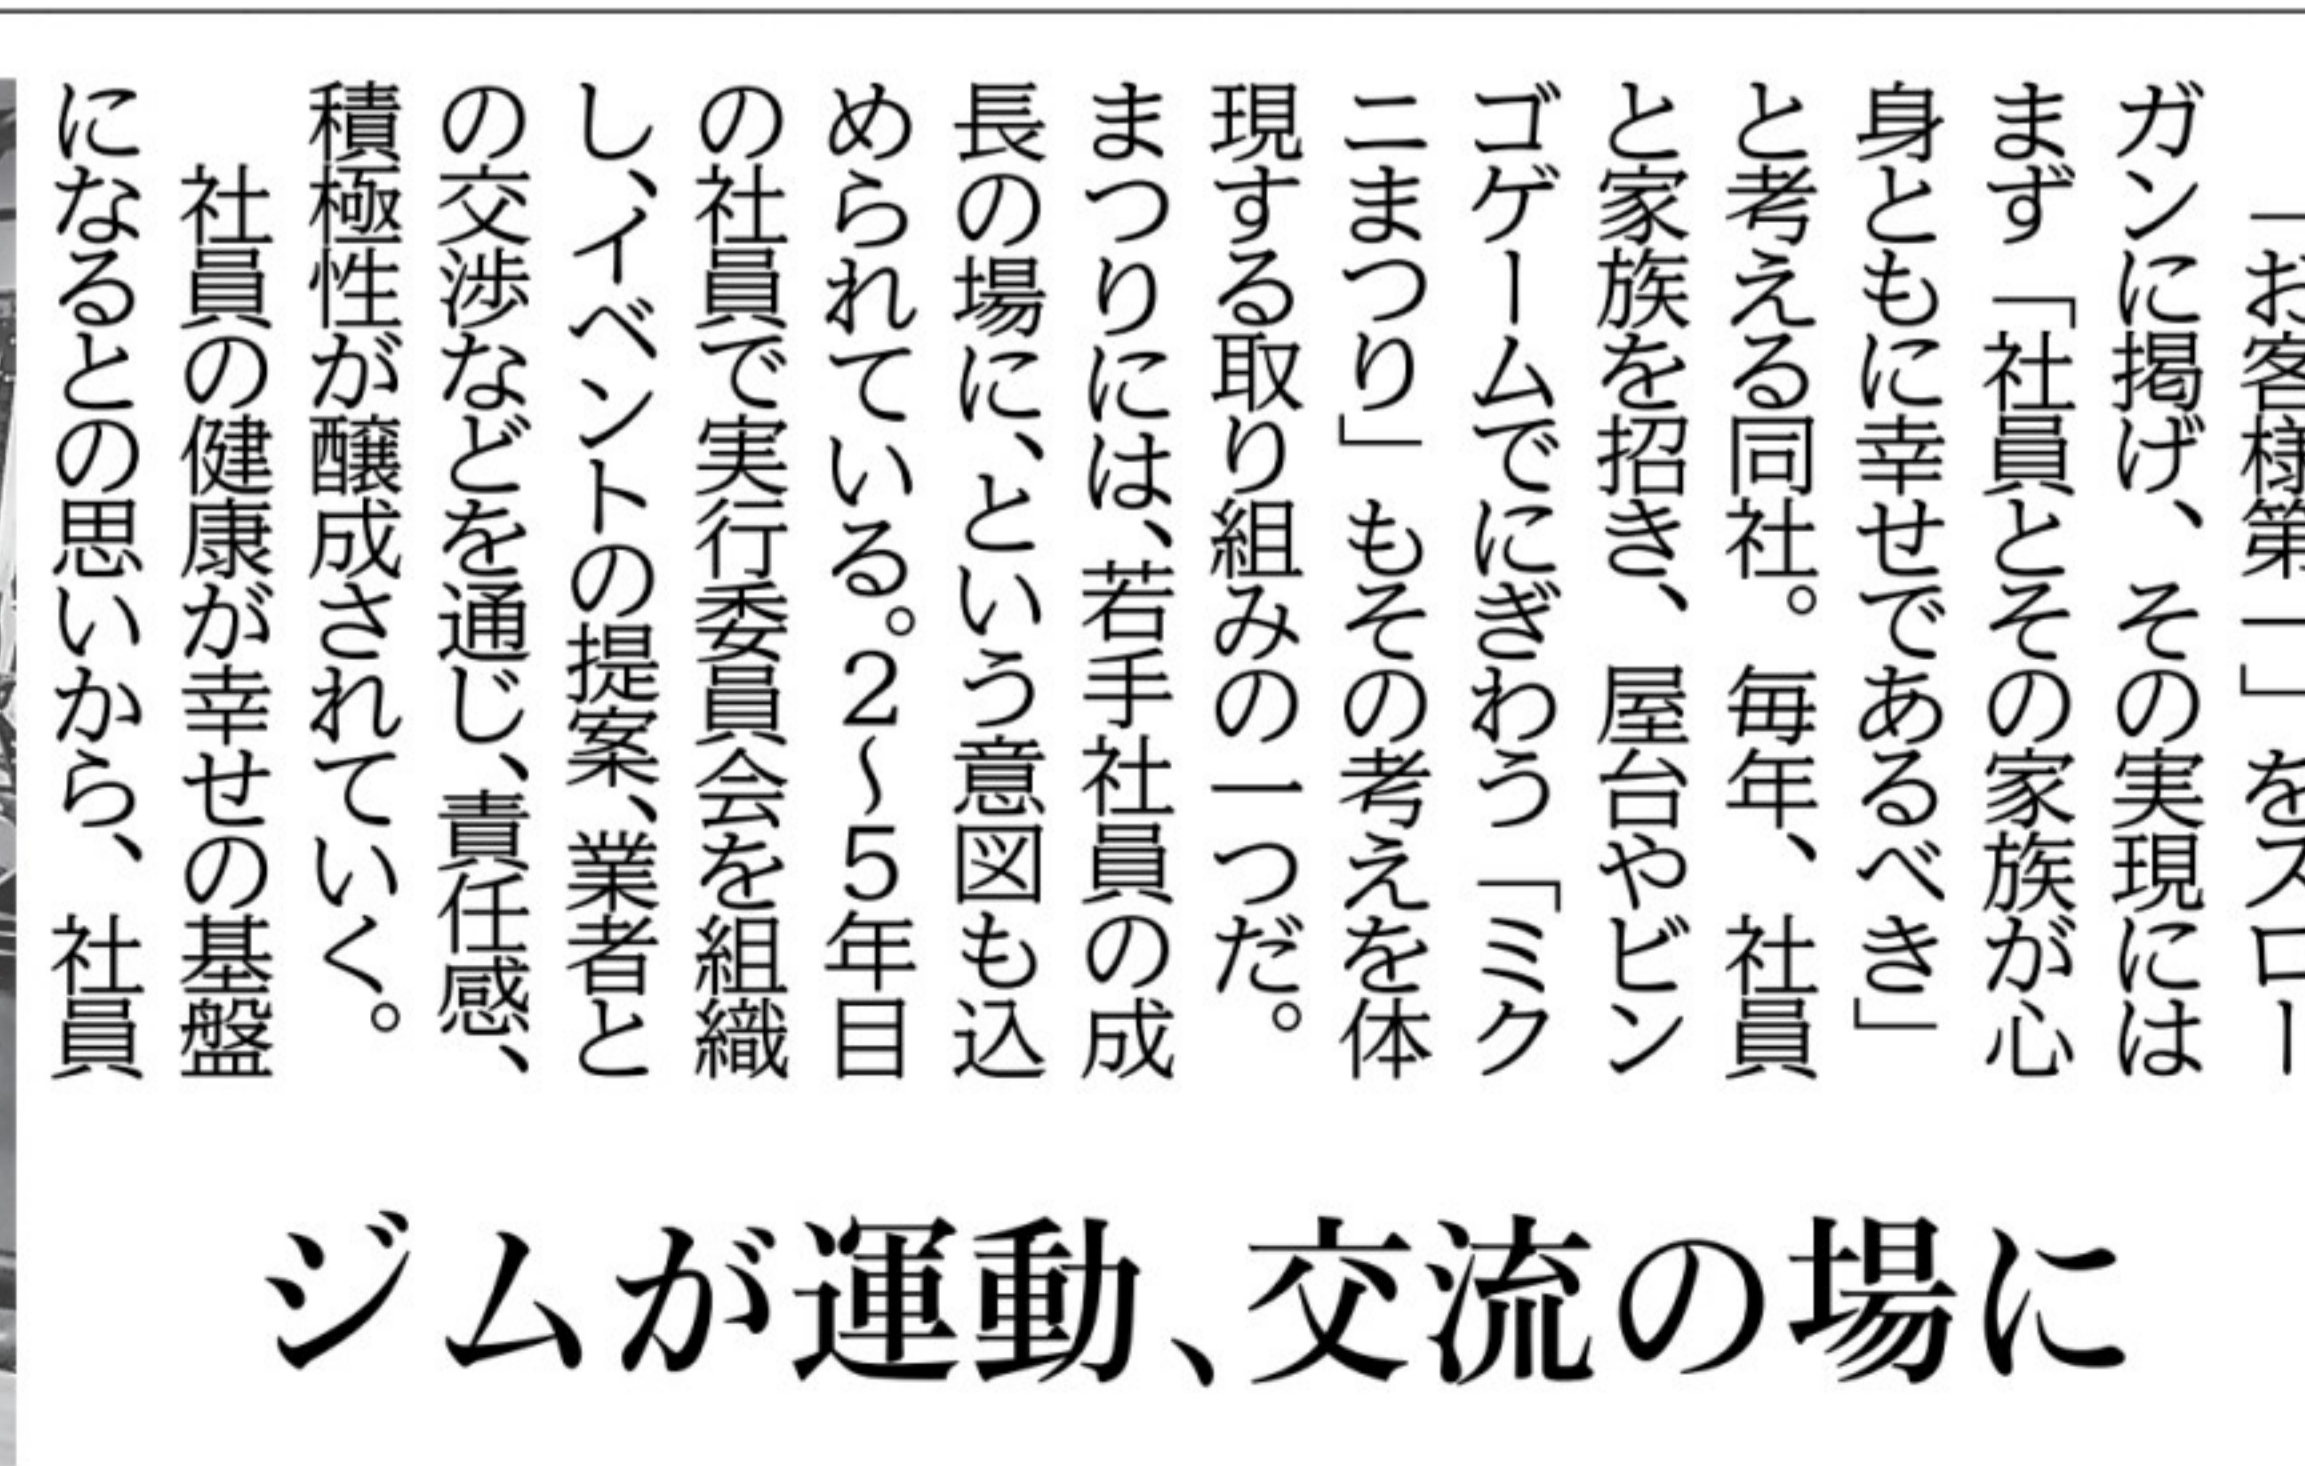 「お客様第一」をスロー
ガンに掲げ、その実現には
まず「社員とその家族が心
身ともに幸せであるべき」
と考える同社。毎年、社員
と家族を招き、屋台やビン
ゴゲームでにぎわう「ミク
ニまつり」もその考えを体
現する取り組みの一つだ。
まつりには、若手社員の成
長の場に、という意図も込
められている。2〜5年目
の社員で実行委員会を組織
し、イベントの提案、業者と
の交渉などを通じ、責任感、
積極性が醸成されていく。
社員の健康が幸せの基盤
になるとの思いから、社員
ジムが運動、交流の場に